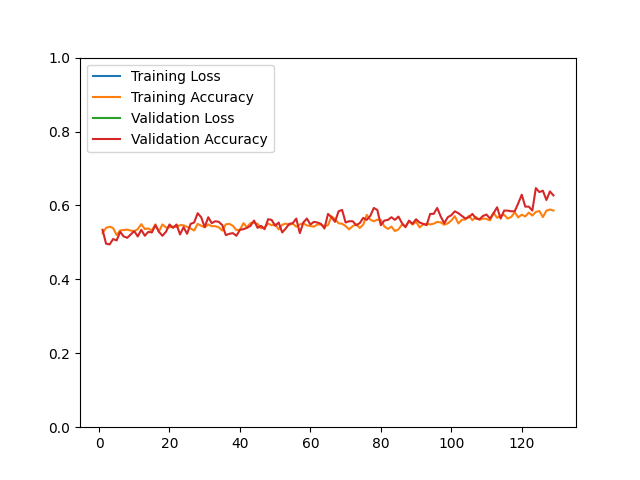 Training Loss
Training Accuracy
Validation Loss
Validation Accuracy
1.0
0.8
0.6
0.4
0.2
0.0
0 20 40 60 80 100 120